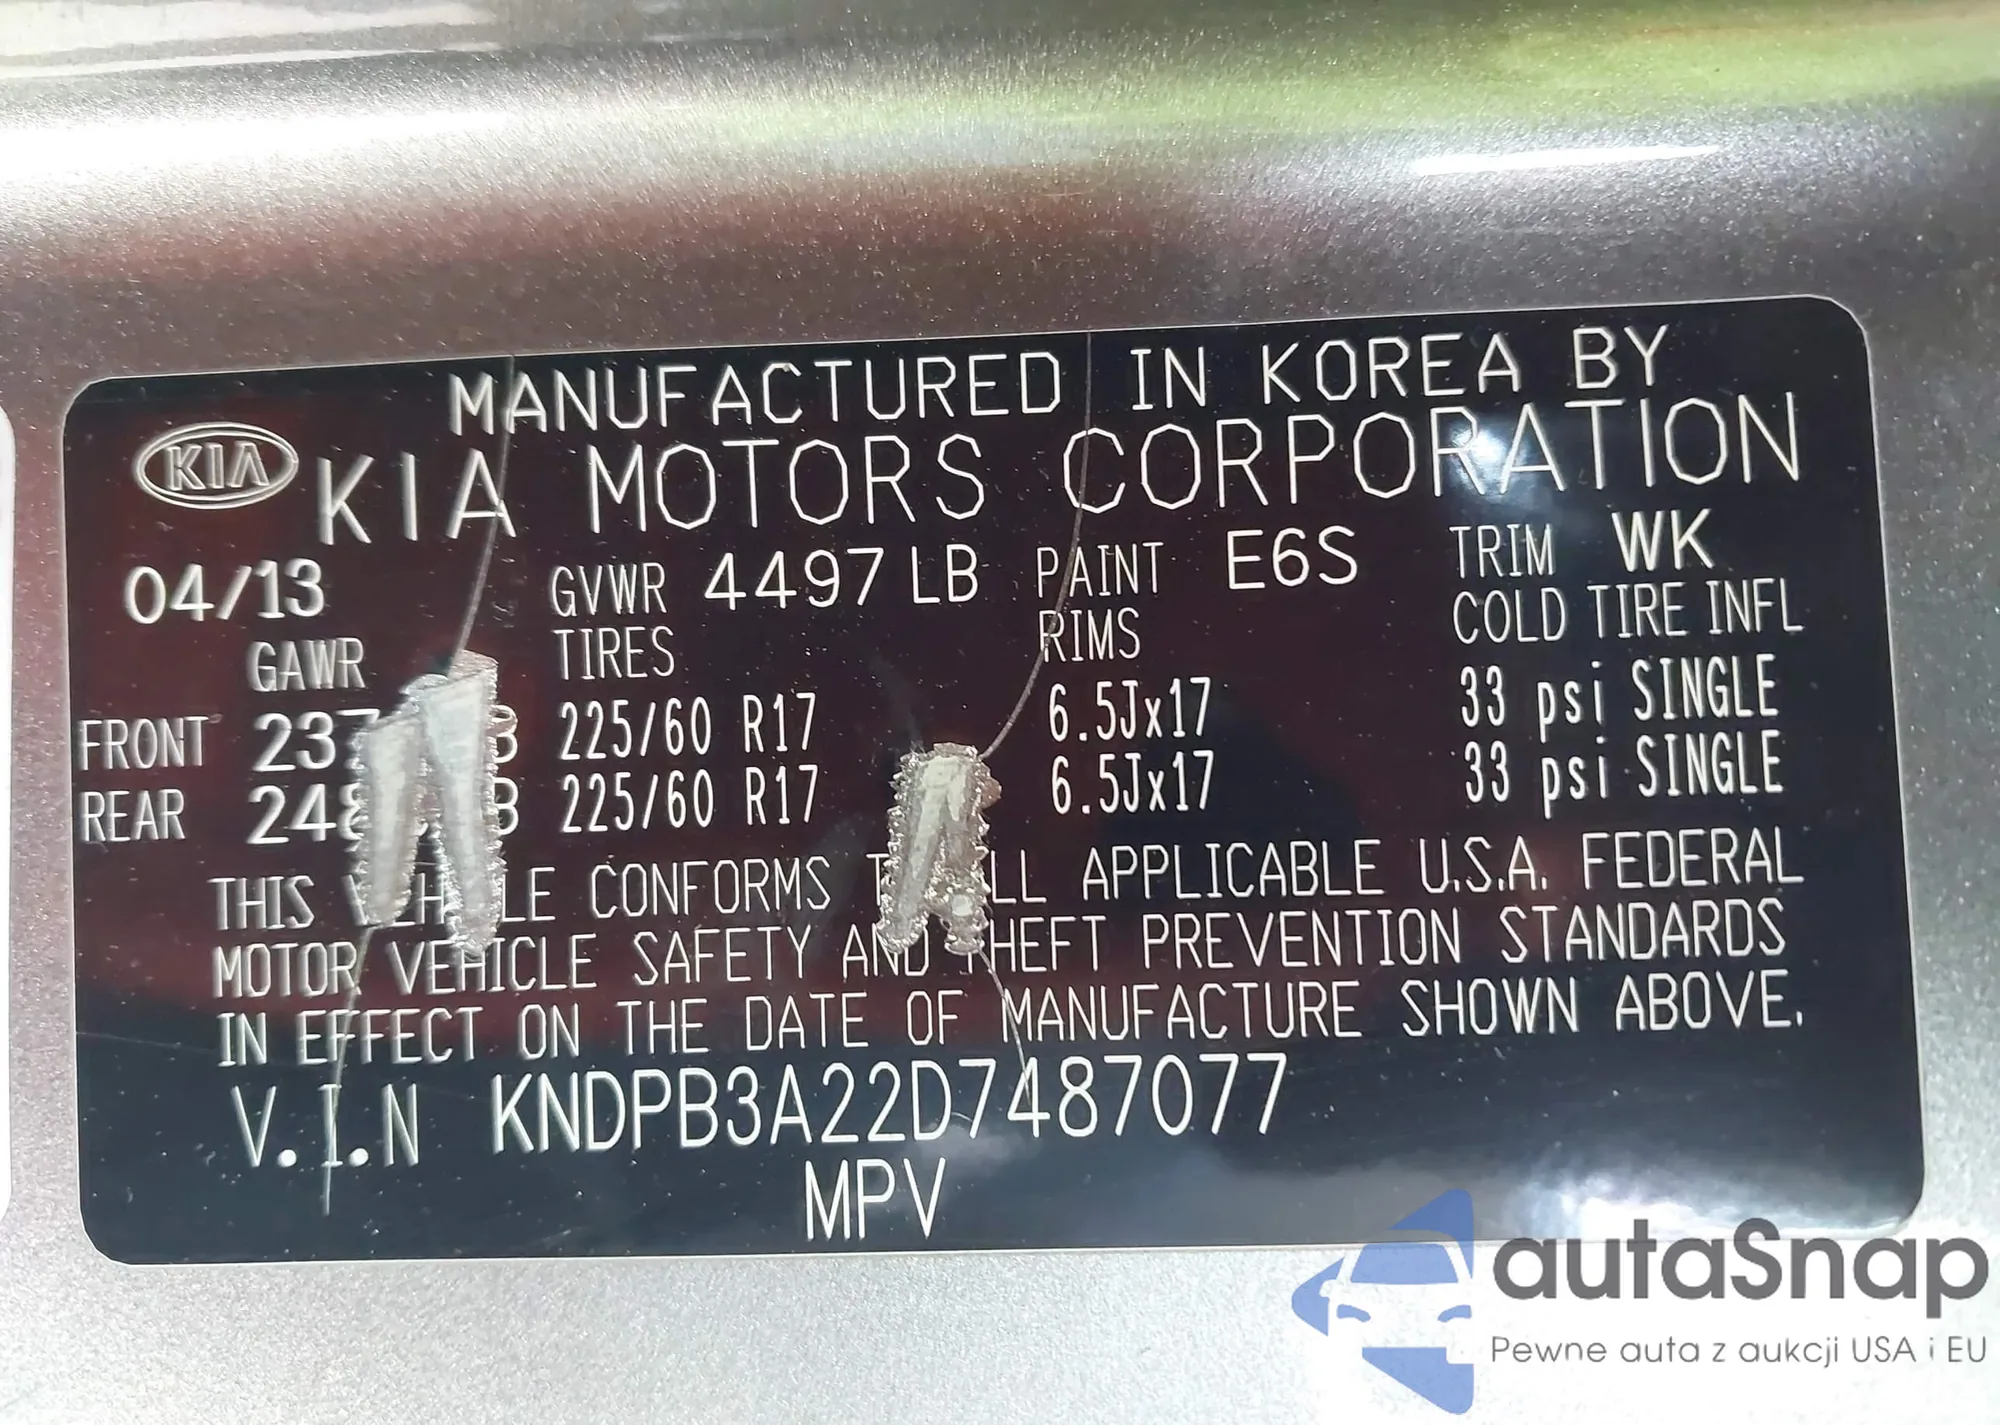 MANUFACTURED IN KOREA BY
KIA KIA MOTORS CORPORATION
04/13 GVWR 4497 LB PAINT E6S TRIM WK
GAWR TIRES RIMS COLD TIRE INFL
FRONT 225/60 R17 6.5Jx17 33 psi SINGLE
REAR 225/60 R17 6.5Jx17 33 psi SINGLE
THIS VEHICLE CONFORMS ALL APPLICABLE U.S.A. FEDERAL
MOTOR VEHICLE SAFETY AND THEFT PREVENTION STANDARDS
IN EFFECT ON THE DATE OF MANUFACTURE SHOWN ABOVE.
V.I.N KNDPB3A22D7487077
MPV
autaSnap
Pewne auta z aukcji USA i EU